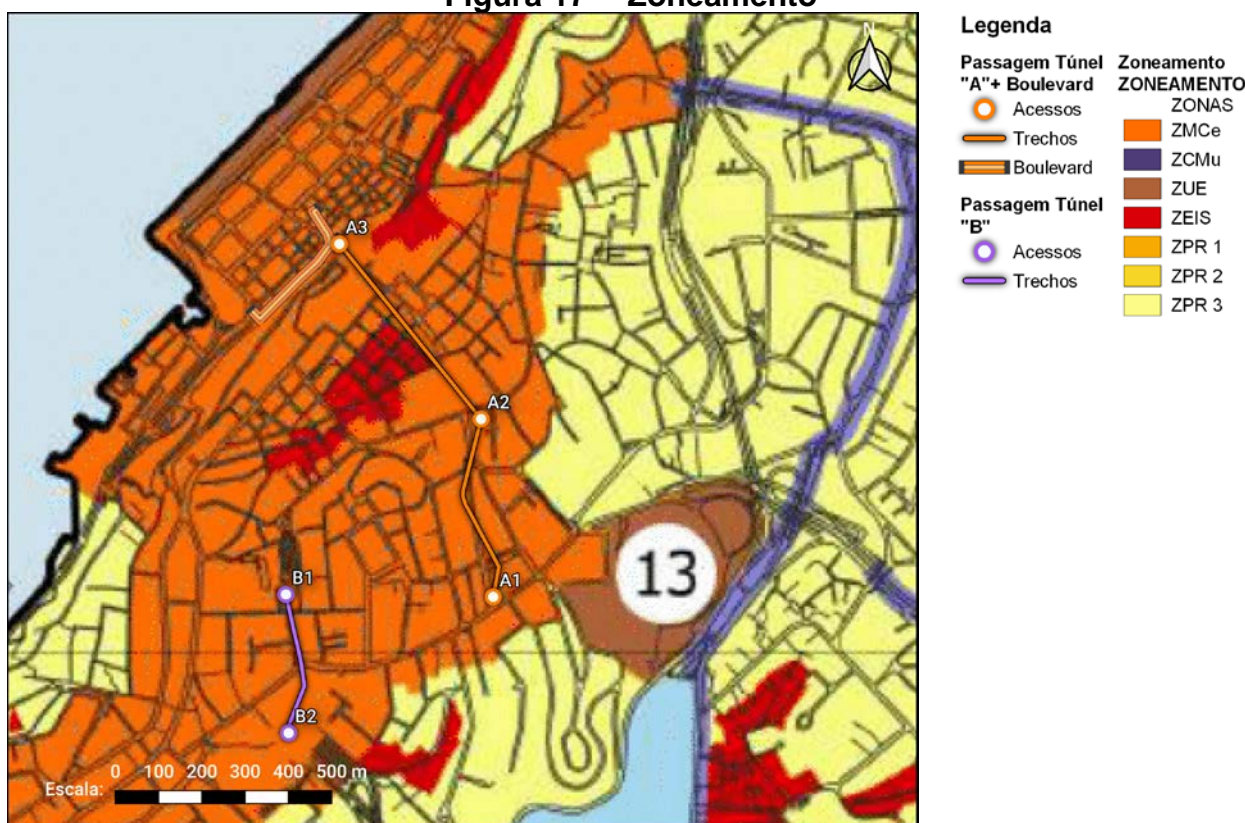 Figura 17 – Zoneamento
N
A3
A2
13
B1
A1
B2
0 100 200 300 400 500 m
Escala:
Legenda
Passagem Túnel
"A"+ Boulevard
Acessos
Trechos
Boulevard
Passagem Túnel
"B"
Acessos
Trechos
Zoneamento
ZONEAMENTO
ZONAS
ZMCe
ZCMu
ZUE
ZEIS
ZPR 1
ZPR 2
ZPR 3